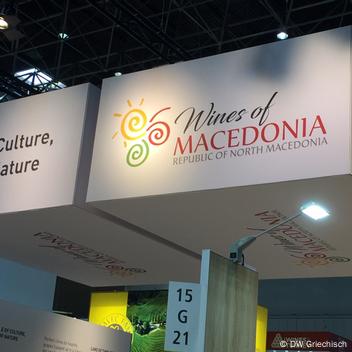 Culture,
ature
Wines of
MACEDONIA
REPUBLIC OF NORTH MACEDONIA
15
G
21
© DW Griechisch